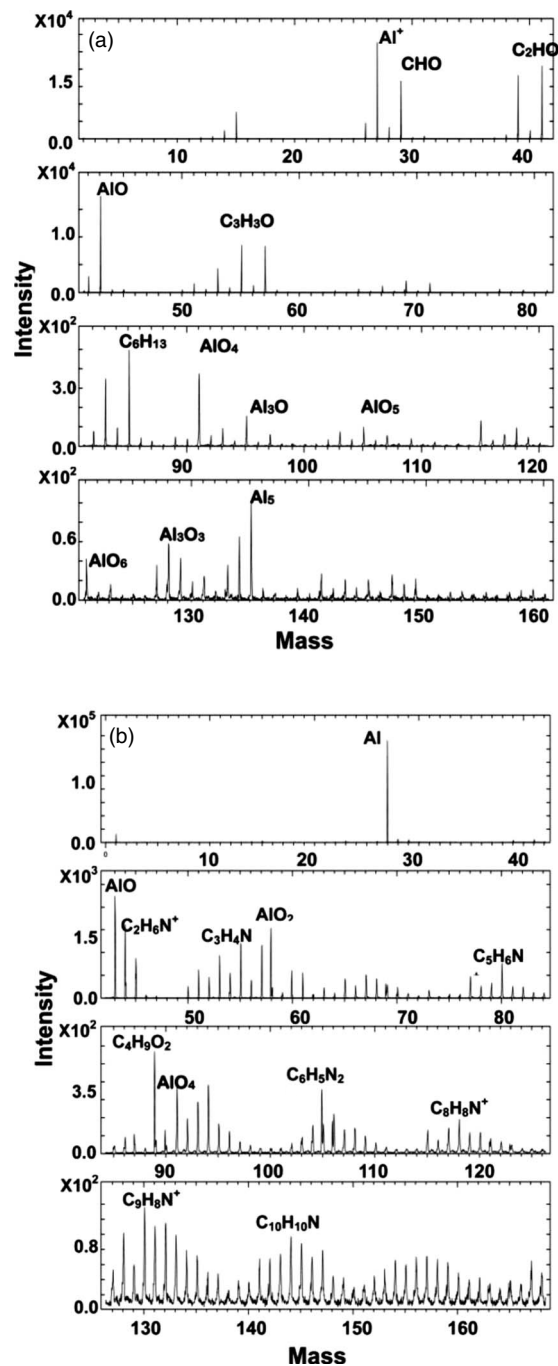 (a)
X10⁴
Al⁺
CHO
C₂HO
1.5
0.0
10 20 30 40
X10⁴
AlO
C₃H₃O
1.0
0.0
50 60 70 80
Intensity
X10²
C₆H₁₃
AlO₄
Al₃O
AlO₅
3.0
0.0
90 100 110 120
X10²
Al₅
Al₃O₃
AlO₆
0.6
0.0
130 140 150 160
Mass
(b)
X10⁵
Al
1.0
0.0
0 10 20 30 40
X10³
AlO
C₂H₆N⁺
C₃H₄N
AlO₂
C₅H₆N
1.5
0.0
50 60 70 80
Intensity
X10²
C₄H₉O₂
AlO₄
C₆H₅N₂
C₈H₈N⁺
3.5
0.0
90 100 110 120
X10²
C₉H₈N⁺
C₁₀H₁₀N
0.8
0.0
130 140 150 160
Mass